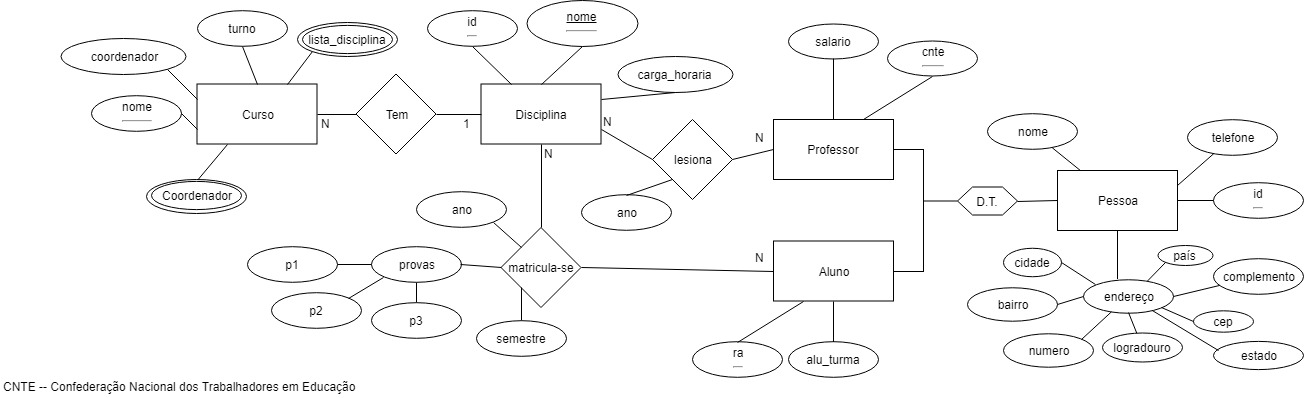 turno
lista_disciplina
coordenador
nome
Curso
Coordenador
N
Tem
1
id
nome
carga_horaria
Disciplina
N
N
lesiona
ano
N
salario
cnte
Professor
ano
matricula-se
provas
p1
p2
p3
semestre
N
Aluno
ra
alu_turma
D.T.
nome
telefone
id
Pessoa
cidade
país
complemento
bairro
endereço
cep
numero
logradouro
estado
CNTE -- Confederação Nacional dos Trabalhadores em Educação